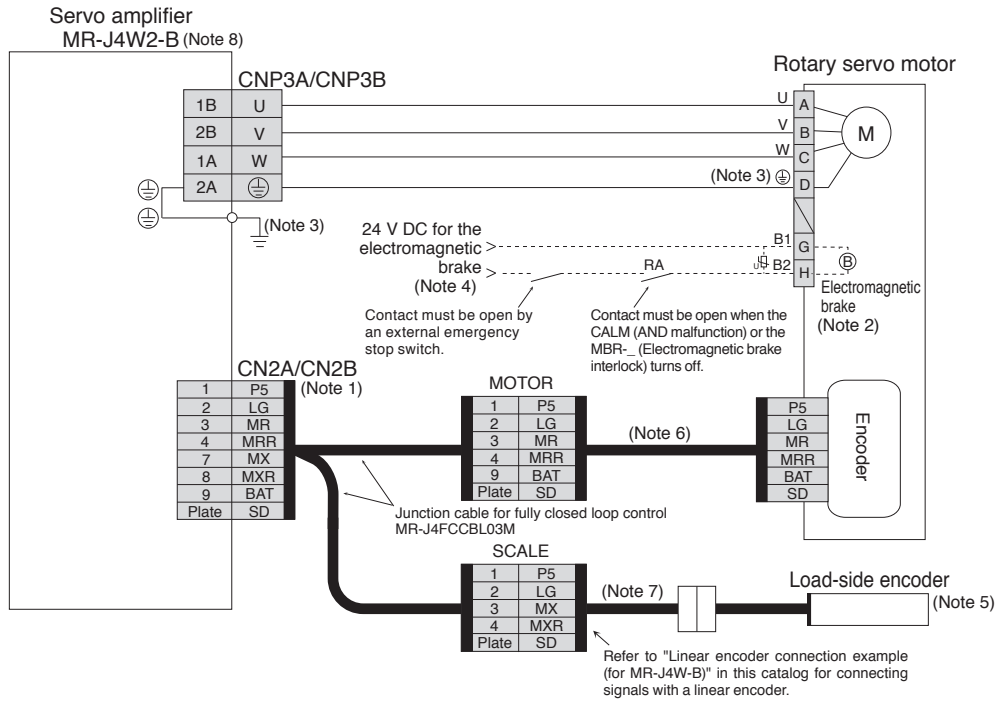 Servo amplifier
MR-J4W2-B (Note 8)
CNP3A/CNP3B
1B U
2B V
1A W
2A
(Note 3)
Rotary servo motor
U A
V B
W C
(Note 3) D
M
24 V DC for the
electromagnetic
brake
(Note 4)
B1 G
U B2 H
RA
B
Electromagnetic
brake
(Note 2)
Contact must be open by
an external emergency
stop switch.
Contact must be open when the
CALM (AND malfunction) or the
MBR-_ (Electromagnetic brake
interlock) turns off.
CN2A/CN2B
(Note 1)
1 P5
2 LG
3 MR
4 MRR
7 MX
8 MXR
9 BAT
Plate SD
MOTOR
1 P5
2 LG
3 MR
4 MRR
9 BAT
Plate SD
(Note 6)
P5
LG
MR
MRR
BAT
SD
Encoder
Junction cable for fully closed loop control
MR-J4FCCBL03M
SCALE
1 P5
2 LG
3 MX
4 MXR
Plate SD
(Note 7)
Load-side encoder
(Note 5)
Refer to "Linear encoder connection example
(for MR-J4W-B)" in this catalog for connecting
signals with a linear encoder.